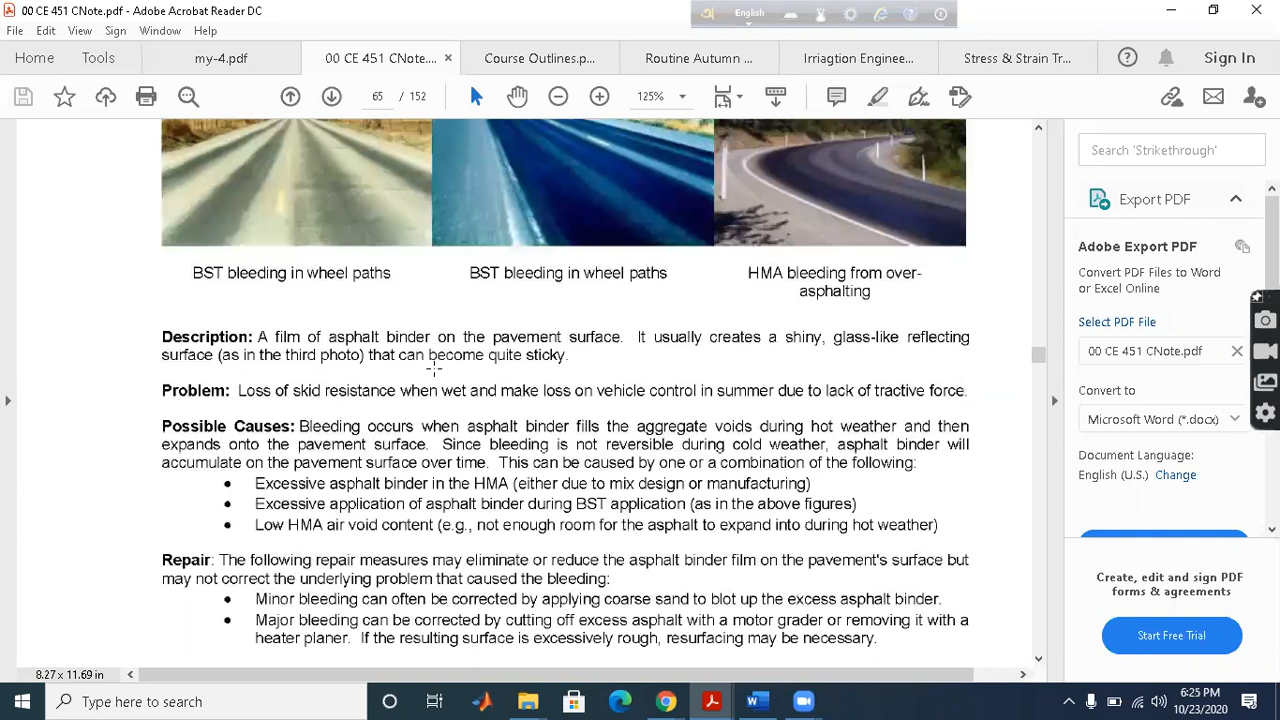 00 CE 451 CNote.pdf - Adobe Acrobat Reader DC
English
File Edit View Sign Window Help
Home Tools my-4.pdf 00 CE 451 CNote.... × Course Outlines.p... Routine Autumn ... Irriagtion Enginee... Stress & Strain Tr... Sign In
65 / 152 125%
BST bleeding in wheel paths BST bleeding in wheel paths HMA bleeding from over-
asphalting
Description: A film of asphalt binder on the pavement surface. It usually creates a shiny, glass-like reflecting
surface (as in the third photo) that can become quite sticky.
Problem: Loss of skid resistance when wet and make loss on vehicle control in summer due to lack of tractive force.
Possible Causes: Bleeding occurs when asphalt binder fills the aggregate voids during hot weather and then
expands onto the pavement surface. Since bleeding is not reversible during cold weather, asphalt binder will
accumulate on the pavement surface over time. This can be caused by one or a combination of the following:
• Excessive asphalt binder in the HMA (either due to mix design or manufacturing)
• Excessive application of asphalt binder during BST application (as in the above figures)
• Low HMA air void content (e.g., not enough room for the asphalt to expand into during hot weather)
Repair: The following repair measures may eliminate or reduce the asphalt binder film on the pavement's surface but
may not correct the underlying problem that caused the bleeding:
• Minor bleeding can often be corrected by applying coarse sand to blot up the excess asphalt binder.
• Major bleeding can be corrected by cutting off excess asphalt with a motor grader or removing it with a
heater planer. If the resulting surface is excessively rough, resurfacing may be necessary.
8.27 x 11.69 in
Search 'Strikethrough'
Export PDF
Adobe Export PDF
Convert PDF Files to Word
or Excel Online
Select PDF File
00 CE 451 CNote.pdf
Convert to
Microsoft Word (*.docx)
Document Language:
English (U.S.) Change
Create, edit and sign PDF
forms & agreements
Start Free Trial
Type here to search
6:25 PM
10/23/2020